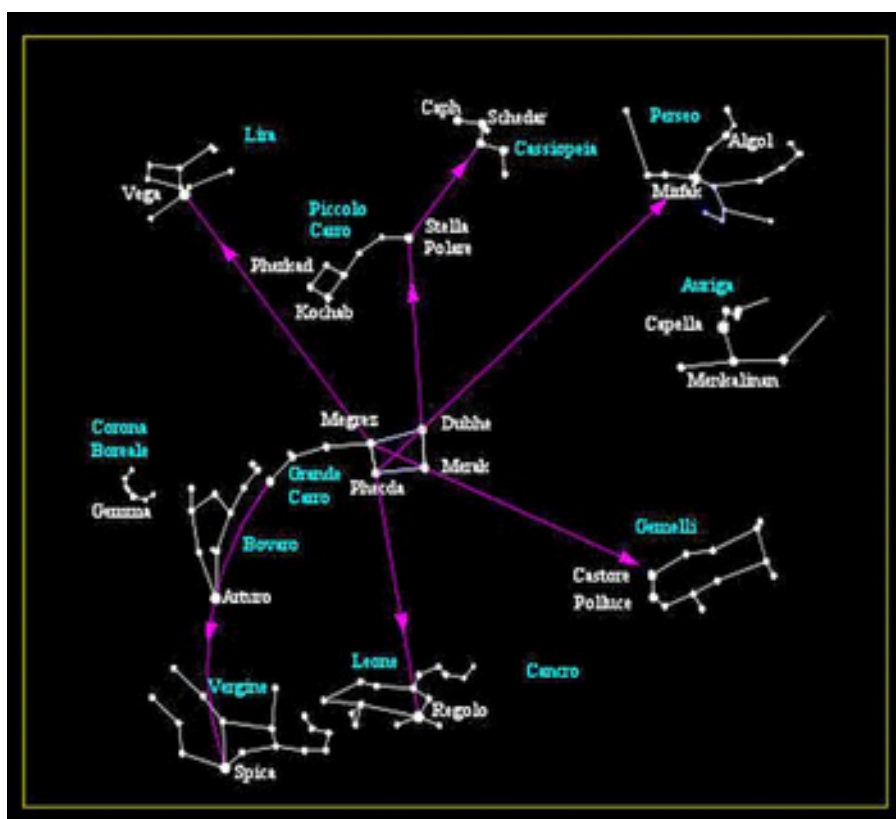 Caph
Schedar
Cassiopeia
Perseo
Algol
Mirfak
Lira
Vega
Piccolo
Carro
Stella
Polare
Pherkad
Kochab
Auriga
Capella
Menkalinan
Megrez
Dubhe
Corona
Boreale
Gemma
Grande
Carro
Phecda
Merak
Bovaro
Arturo
Gemelli
Castore
Polluce
Vergine
Leone
Cancro
Regolo
Spica